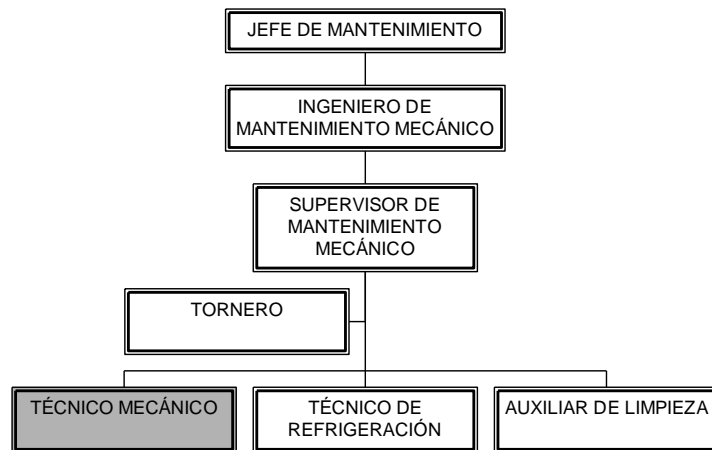 JEFE DE MANTENIMIENTO
INGENIERO DE
MANTENIMIENTO MECÁNICO
SUPERVISOR DE
MANTENIMIENTO
MECÁNICO
TORNERO
TÉCNICO MECÁNICO
TÉCNICO DE
REFRIGERACIÓN
AUXILIAR DE LIMPIEZA